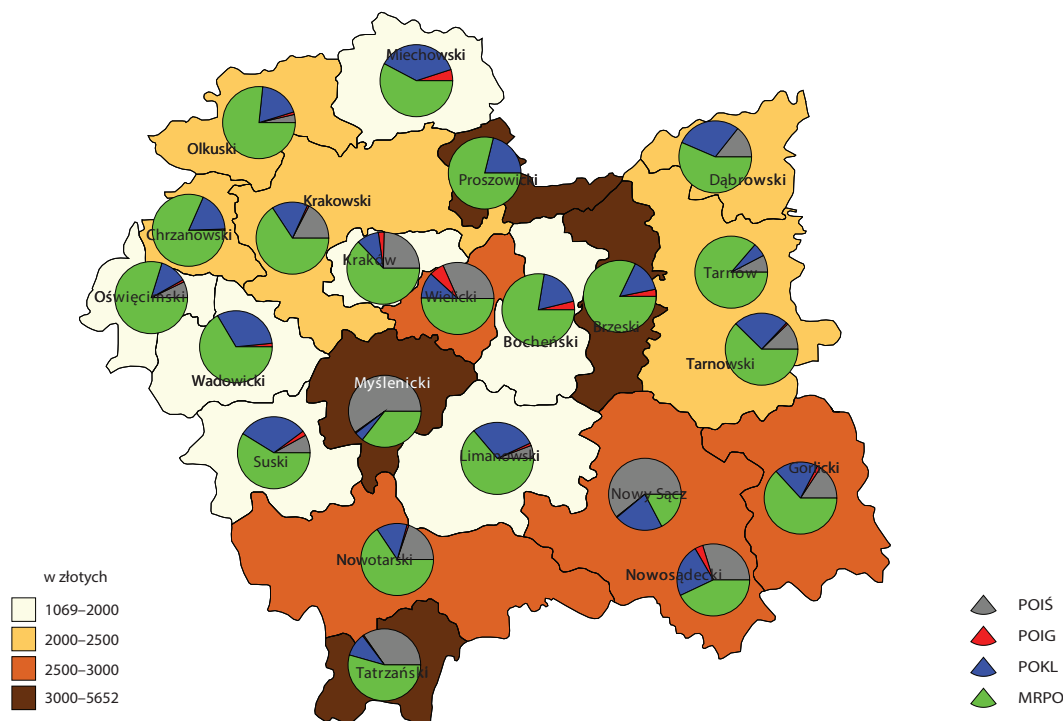 Miechowski
Olkuski
Proszowicki
Dąbrowski
Krakowski
Chrzanowski
Kraków
Tarnów
Oświęcimski
Wielicki
Brzeski
Bocheński
Tarnowski
Wadowicki
Myślenicki
Limanowski
Suski
Gorlicki
Nowy Sącz
Nowotarski
Nowosądecki
Tatrzański
w złotych
1069–2000
2000–2500
2500–3000
3000–5652
POIŚ
POIG
POKL
MRPO